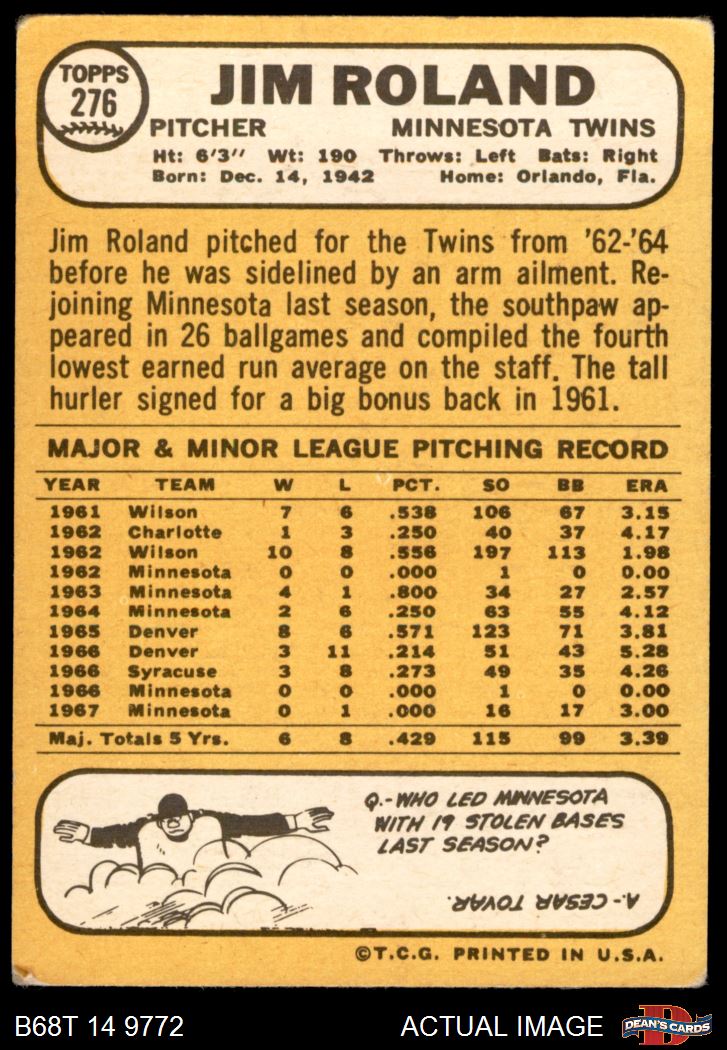 TOPPS
276
JIM ROLAND
PITCHER MINNESOTA TWINS
Ht: 6'3" Wt: 190 Throws: Left Bats: Right
Born: Dec. 14, 1942 Home: Orlando, Fla.
Jim Roland pitched for the Twins from '62-'64
before he was sidelined by an arm ailment. Re-
joining Minnesota last season, the southpaw ap-
peared in 26 ballgames and compiled the fourth
lowest earned run average on the staff. The tall
hurler signed for a big bonus back in 1961.
MAJOR & MINOR LEAGUE PITCHING RECORD
YEAR TEAM W L PCT. SO BB ERA
1961 Wilson 7 6 .538 106 67 3.15
1962 Charlotte 1 3 .250 40 37 4.17
1962 Wilson 10 8 .556 197 113 1.98
1962 Minnesota 0 0 .000 1 0 0.00
1963 Minnesota 4 1 .800 34 27 2.57
1964 Minnesota 2 6 .250 63 55 4.12
1965 Denver 8 6 .571 123 71 3.81
1966 Denver 3 11 .214 51 43 5.28
1966 Syracuse 3 8 .273 49 35 4.26
1966 Minnesota 0 0 .000 1 0 0.00
1967 Minnesota 0 1 .000 16 17 3.00
Maj. Totals 5 Yrs. 6 8 .429 115 99 3.39
Q.-WHO LED MINNESOTA
WITH 19 STOLEN BASES
LAST SEASON?
A.-CESAR TOVAR.
©T.C.G. PRINTED IN U.S.A.
B68T 14 9772 ACTUAL IMAGE
D
DEAN'S CARDS